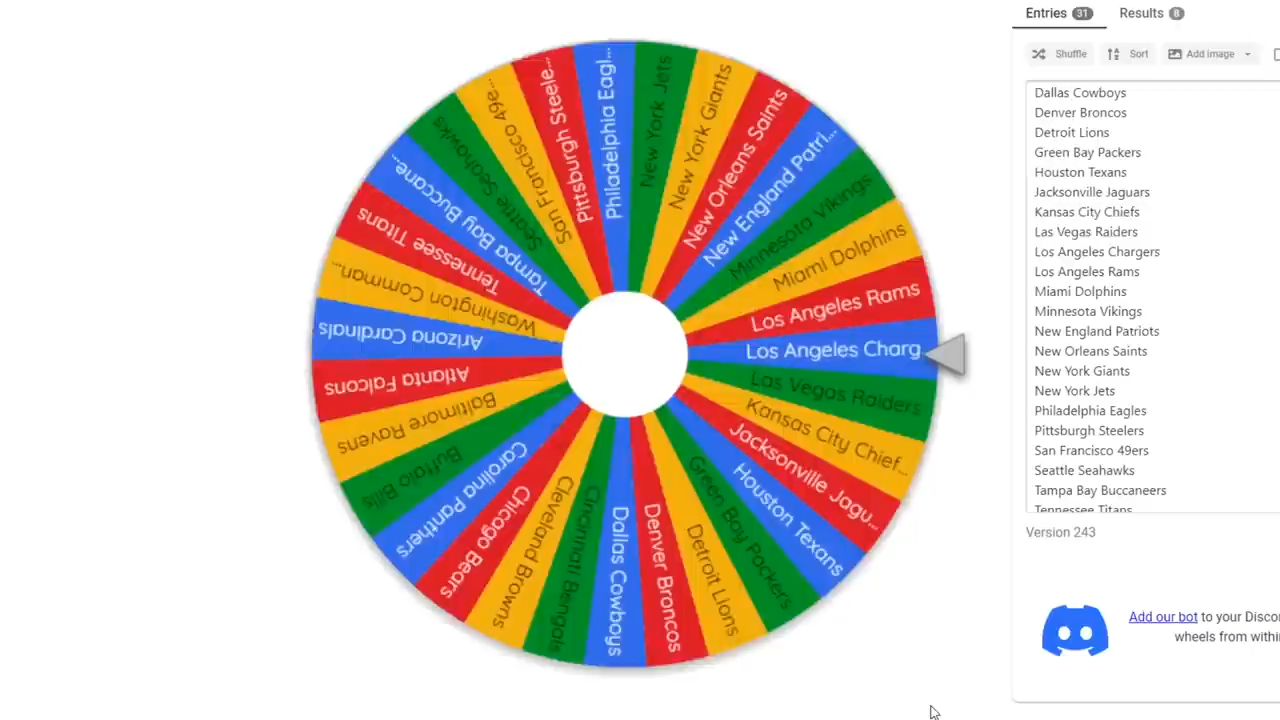 Entries 31 Results 8
Shuffle Sort Add image
Dallas Cowboys
Denver Broncos
Detroit Lions
Green Bay Packers
Houston Texans
Jacksonville Jaguars
Kansas City Chiefs
Las Vegas Raiders
Los Angeles Chargers
Los Angeles Rams
Miami Dolphins
Minnesota Vikings
New England Patriots
New Orleans Saints
New York Giants
New York Jets
Philadelphia Eagles
Pittsburgh Steelers
San Francisco 49ers
Seattle Seahawks
Tampa Bay Buccaneers
Tennessee Titans
Version 243
Add our bot to your Disco
wheels from within
Philadelphia Eagl...
New York Jets
New York Giants
New Orleans Saints
New England Patri...
Minnesota Vikings
Miami Dolphins
Los Angeles Rams
Los Angeles Charg
Las Vegas Raiders
Kansas City Chief...
Jacksonville Jagu...
Houston Texans
Green Bay Packers
Detroit Lions
Denver Broncos
Dallas Cowboys
Cincinnati Bengals
Cleveland Browns
Chicago Bears
Carolina Panthers
Buffalo Bills
Baltimore Ravens
Atlanta Falcons
Arizona Cardinals
Washington Comman...
Tennessee Titans
Tampa Bay Buccane...
Seattle Seahawks
San Francisco 49e...
Pittsburgh Steele...